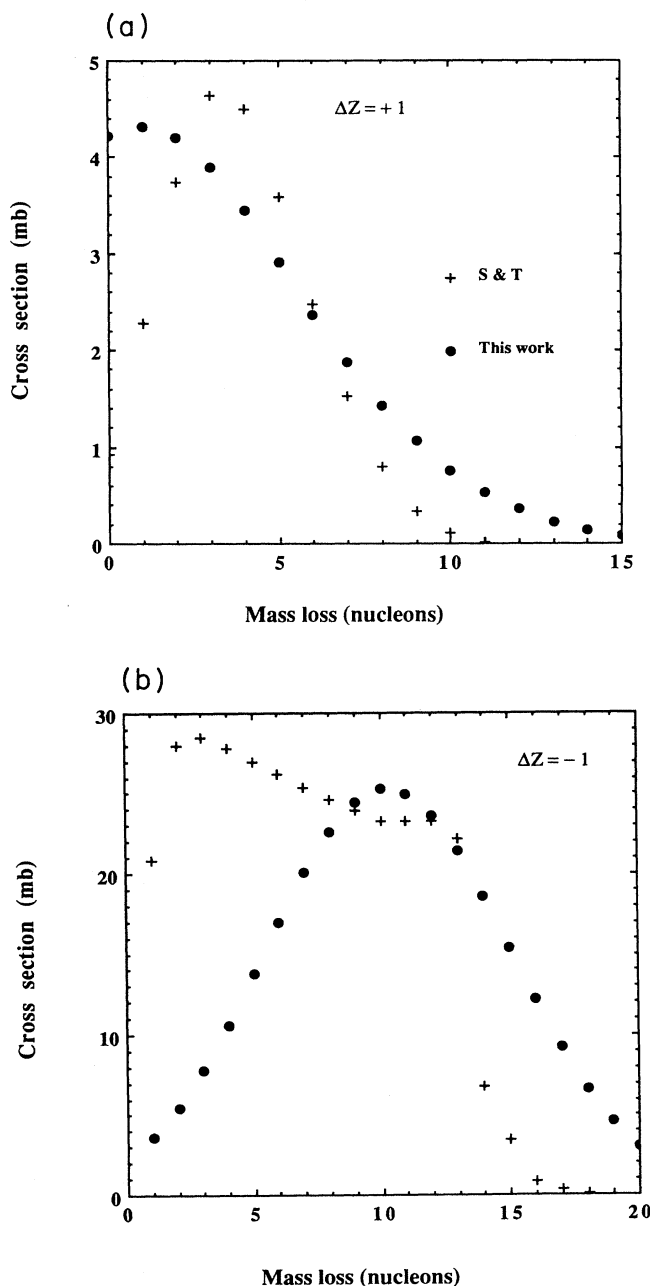 (a)
5
4
3
2
1
0
ΔZ = + 1
+ S & T
● This work
Cross section (mb)
0 5 10 15
Mass loss (nucleons)
(b)
30
20
10
0
ΔZ = − 1
Cross section (mb)
0 5 10 15 20
Mass loss (nucleons)